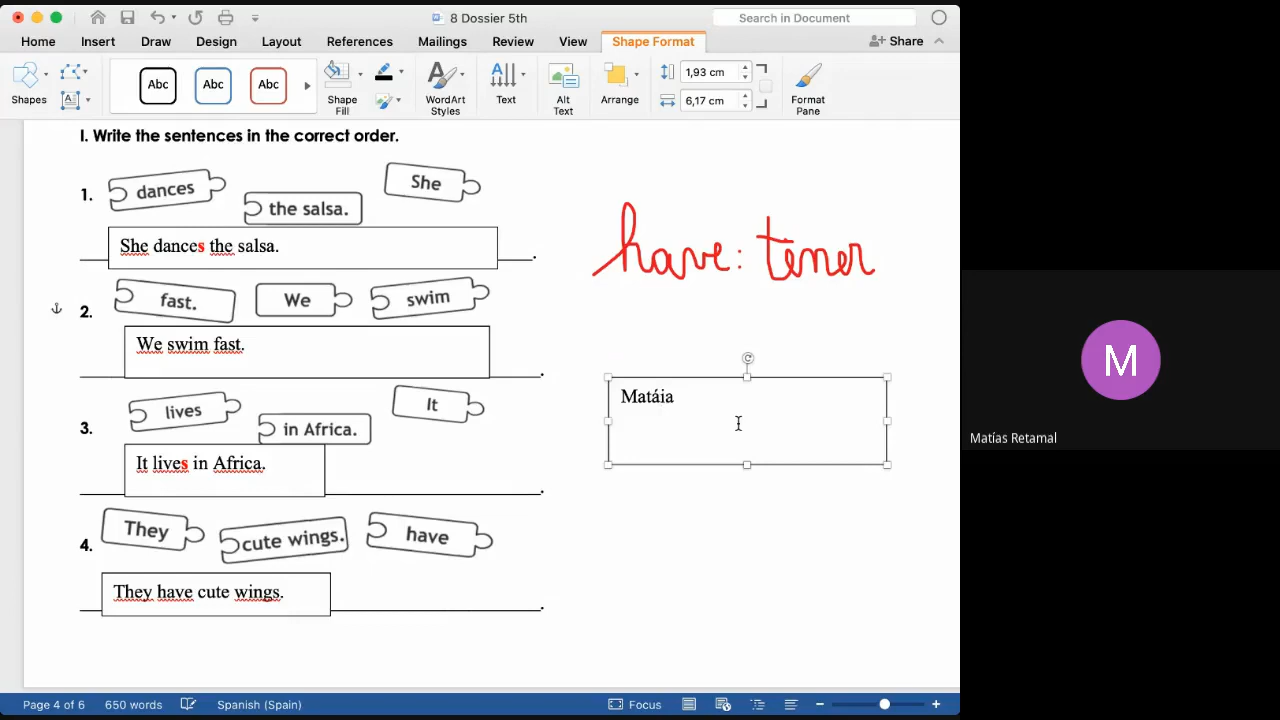 8 Dossier 5th
Search in Document
Home Insert Draw Design Layout References Mailings Review View Shape Format Share
Shapes
Abc Abc Abc
Shape Fill
WordArt Styles
Text
Alt Text
Arrange
1,93 cm
6,17 cm
Format Pane
I. Write the sentences in the correct order.
1. dances the salsa. She
She dances the salsa.
.
have: tener
2. fast. We swim
We swim fast.
.
Matáia
3. lives in Africa. It
It lives in Africa.
.
4. They cute wings. have
They have cute wings.
.
M
Matías Retamal
Page 4 of 6 650 words Spanish (Spain) Focus